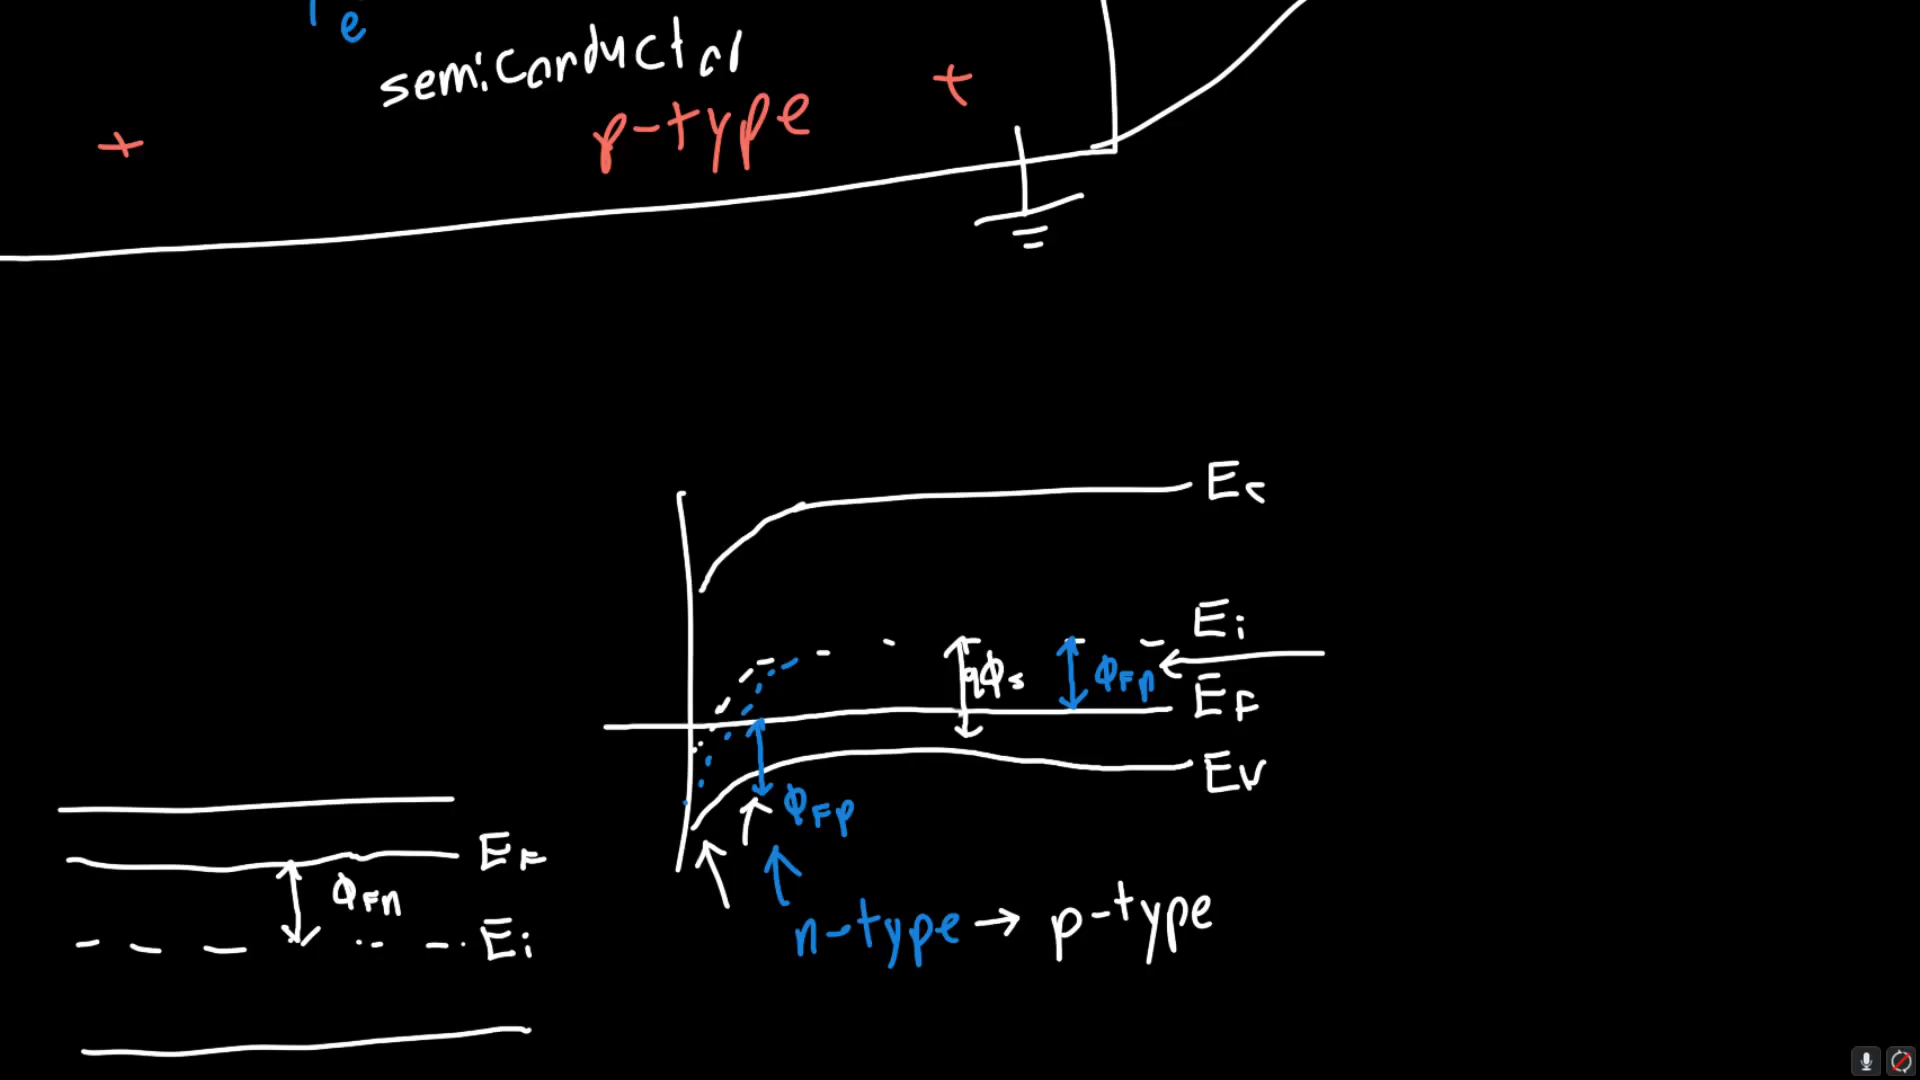 e
semiconductor
+ p-type +
Ec
Ei
qΦs ΦFp
EF
Ev
ΦFp
EF
ΦFn
n-type → p-type
Ei